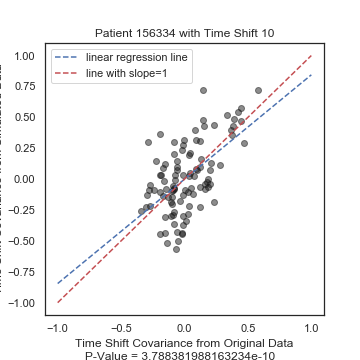 Patient 156334 with Time Shift 10
linear regression line
line with slope=1
1.00
0.75
0.50
0.25
0.00
−0.25
−0.50
−0.75
−1.00
−1.0
−0.5
0.0
0.5
1.0
Time Shift Covariance from Original Data
P-Value = 3.788381988163234e-10